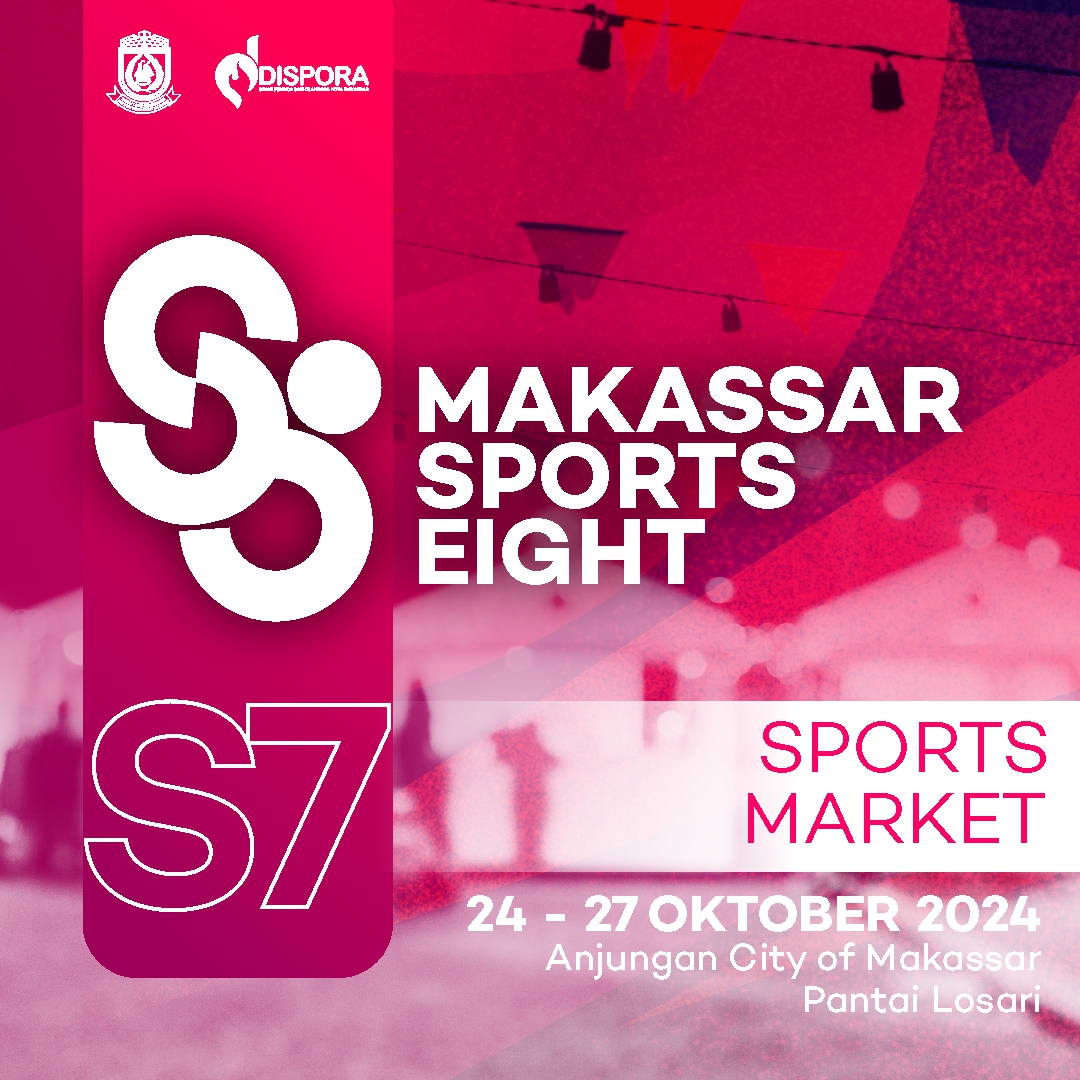 DISPORA
MAKASSAR
SPORTS
EIGHT
S7
SPORTS
MARKET
24 - 27 OKTOBER 2024
Anjungan City of Makassar
Pantai Losari